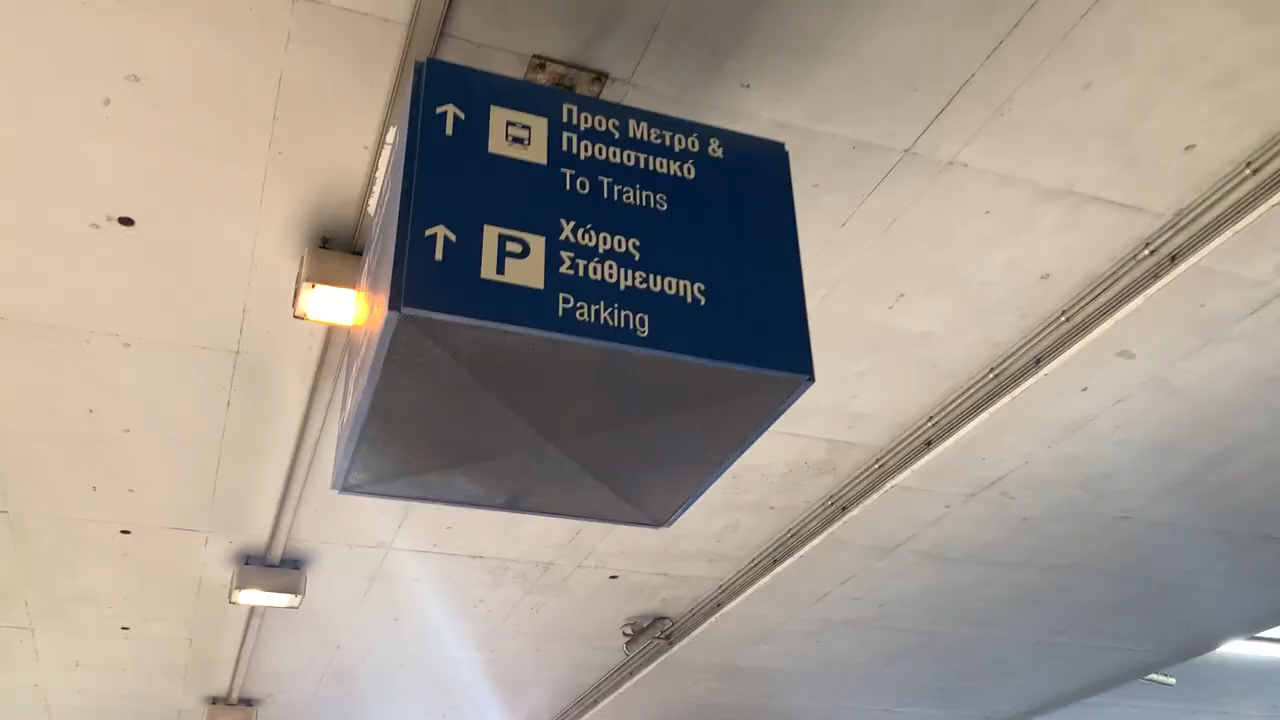 Προς Μετρό &
Προαστιακό
To Trains
P
Χώρος
Στάθμευσης
Parking